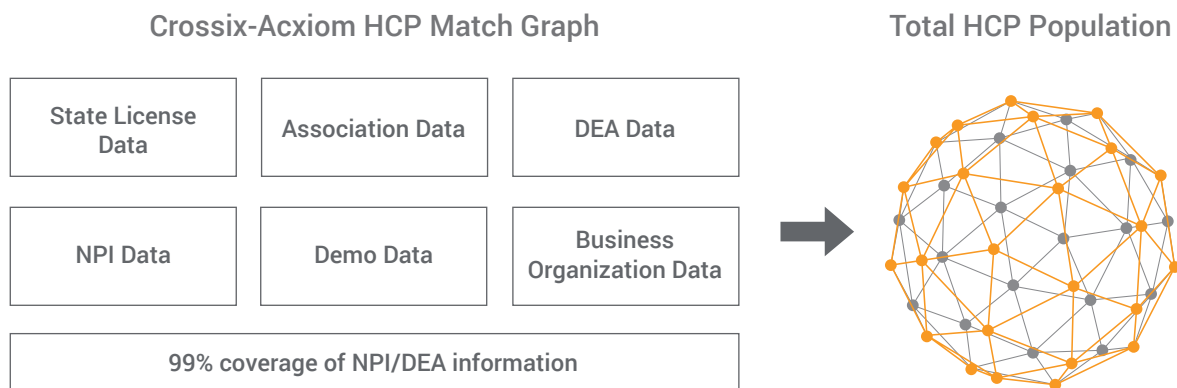 Crossix-Acxiom HCP Match Graph
Total HCP Population
State License
Data
Association Data
DEA Data
NPI Data
Demo Data
Business
Organization Data
99% coverage of NPI/DEA information